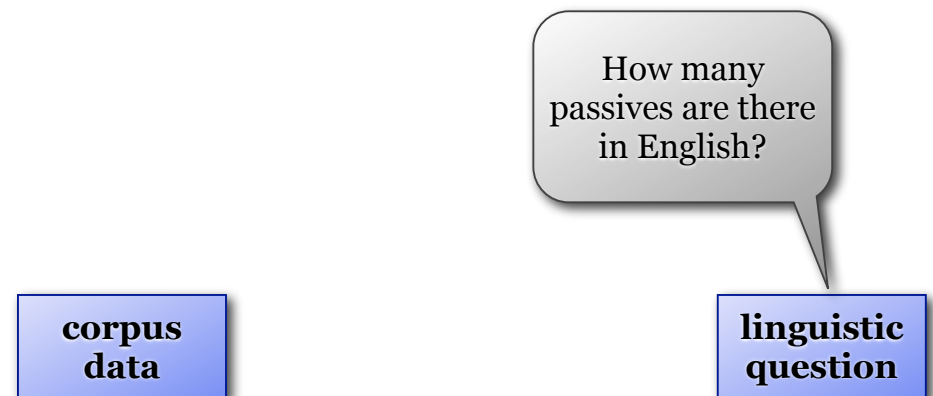 How many
passives are there
in English?
corpus
data
linguistic
question